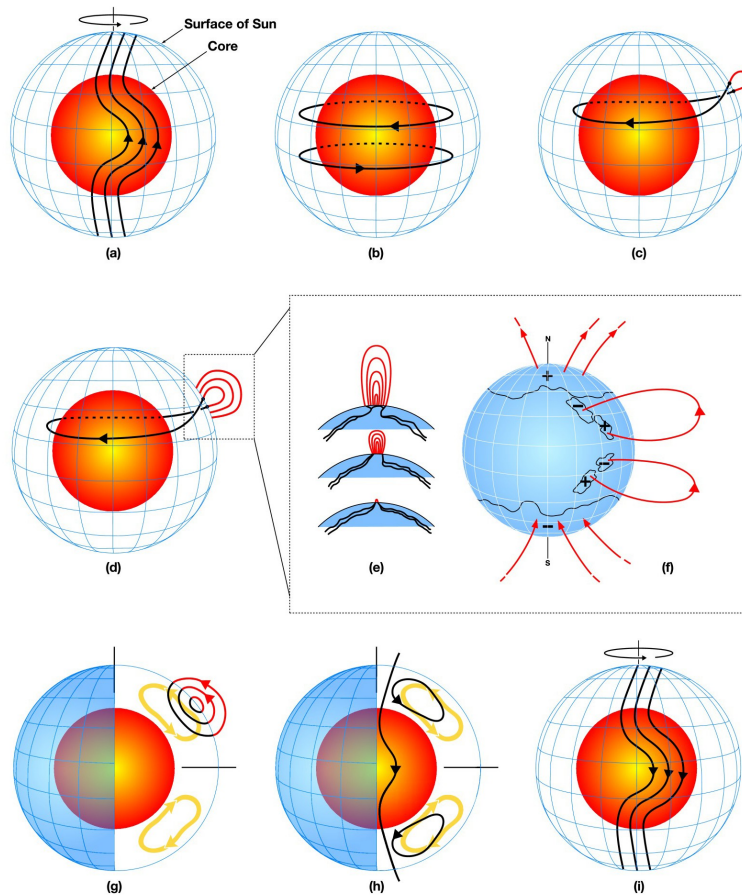 Surface of Sun
Core
(a)
(b)
(c)
(d)
(e)
N
+
−
+
−
+
--
S
(f)
(g)
(h)
(i)